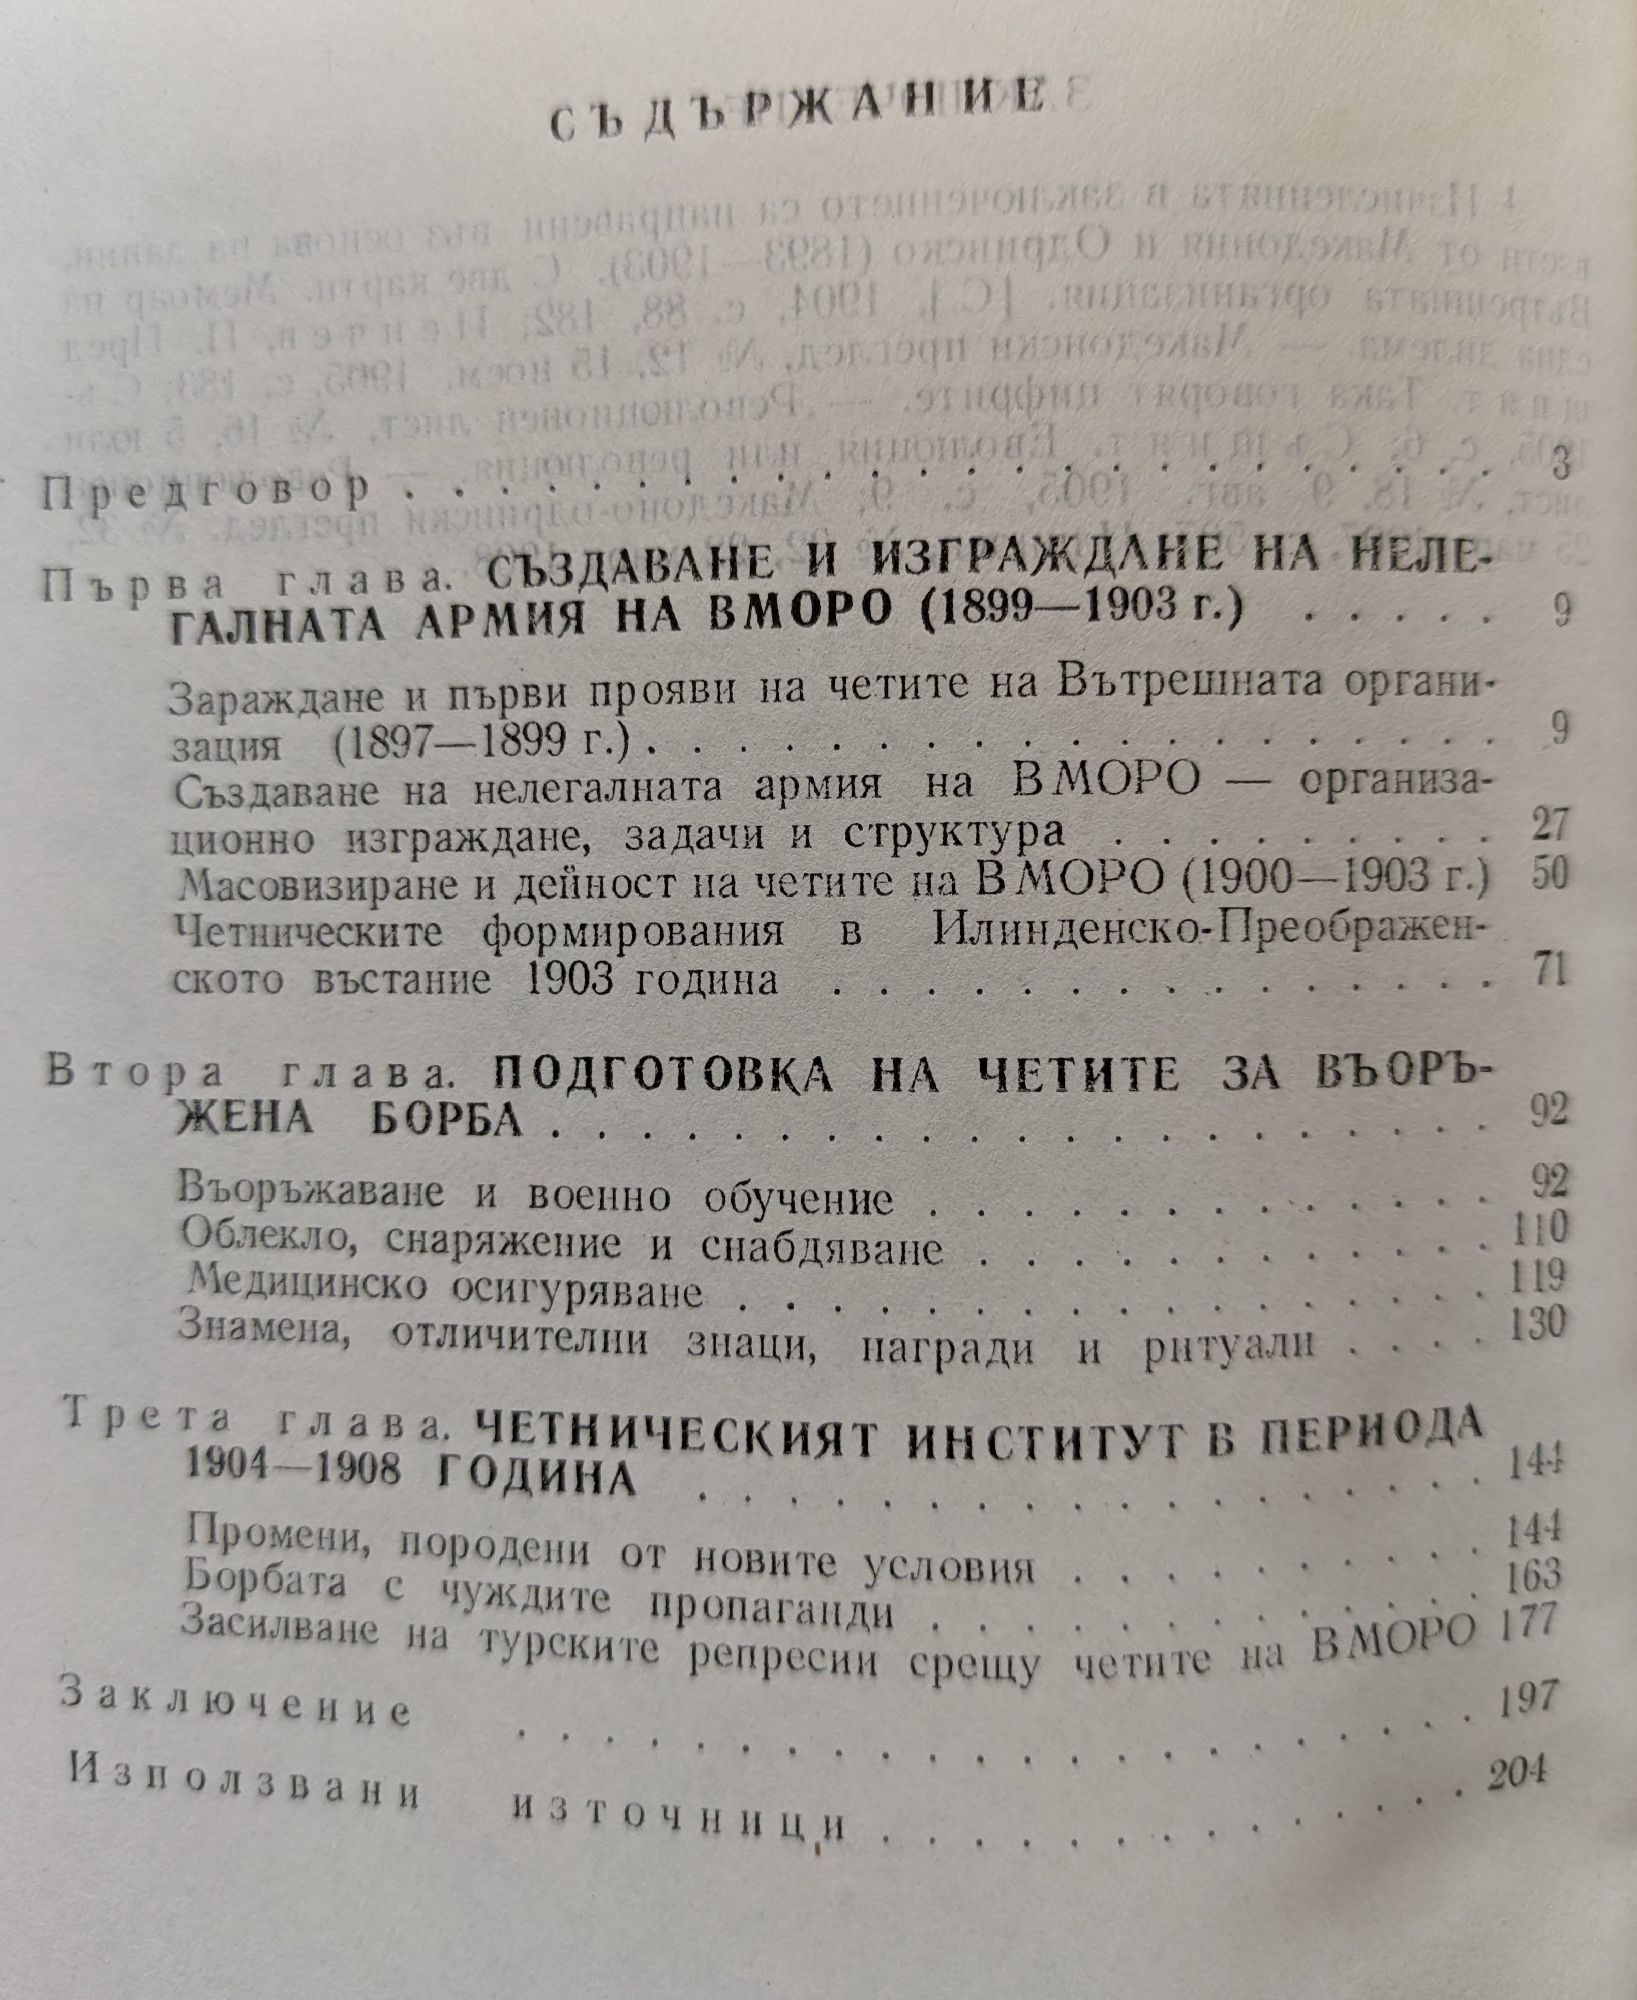 СЪДЪРЖАНИЕ
Предговор . . . . . . . . . . . . . . . . . . . . 3
Първа глава. СЪЗДАВАНЕ И ИЗГРАЖДАНЕ НА НЕЛЕ-
ГАЛНАТА АРМИЯ НА ВМОРО (1899—1903 г.) . . . . . 9
Зараждане и първи прояви на четите на Вътрешната органи-
зация (1897—1899 г.) . . . . . . . . . . . . . . . . . . 9
Създаване на нелегалната армия на ВМОРО — организа-
ционно изграждане, задачи и структура . . . . . . . . . 27
Масовизиране и дейност на четите на ВМОРО (1900—1903 г.) 50
Четническите формирования в Илинденско-Преображен-
ското въстание 1903 година . . . . . . . . . . . . . . . 71
Втора глава. ПОДГОТОВКА НА ЧЕТИТЕ ЗА ВЪОРЪ-
ЖЕНА БОРБА . . . . . . . . . . . . . . . . . . . . . 92
Въоръжаване и военно обучение . . . . . . . . . . . . . 92
Облекло, снаряжение и снабдяване . . . . . . . . . . . . 110
Медицинско осигуряване . . . . . . . . . . . . . . . . . 119
Знамена, отличителни знаци, награди и ритуали . . . . 130
Трета глава. ЧЕТНИЧЕСКИЯТ ИНСТИТУТ В ПЕРИОДА
1904—1908 ГОДИНА . . . . . . . . . . . . . . . . . . 144
Промени, породени от новите условия . . . . . . . . . . 144
Борбата с чуждите пропаганди . . . . . . . . . . . . . 163
Засилване на турските репресии срещу четите на ВМОРО 177
Заключение . . . . . . . . . . . . . . . . . . . . . . 197
Използвани източници . . . . . . . . . . . . . . . . 204